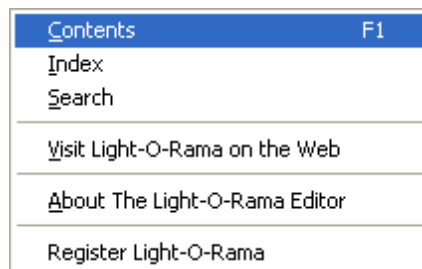 Contents F1
Index
Search
Visit Light-O-Rama on the Web
About The Light-O-Rama Editor
Register Light-O-Rama